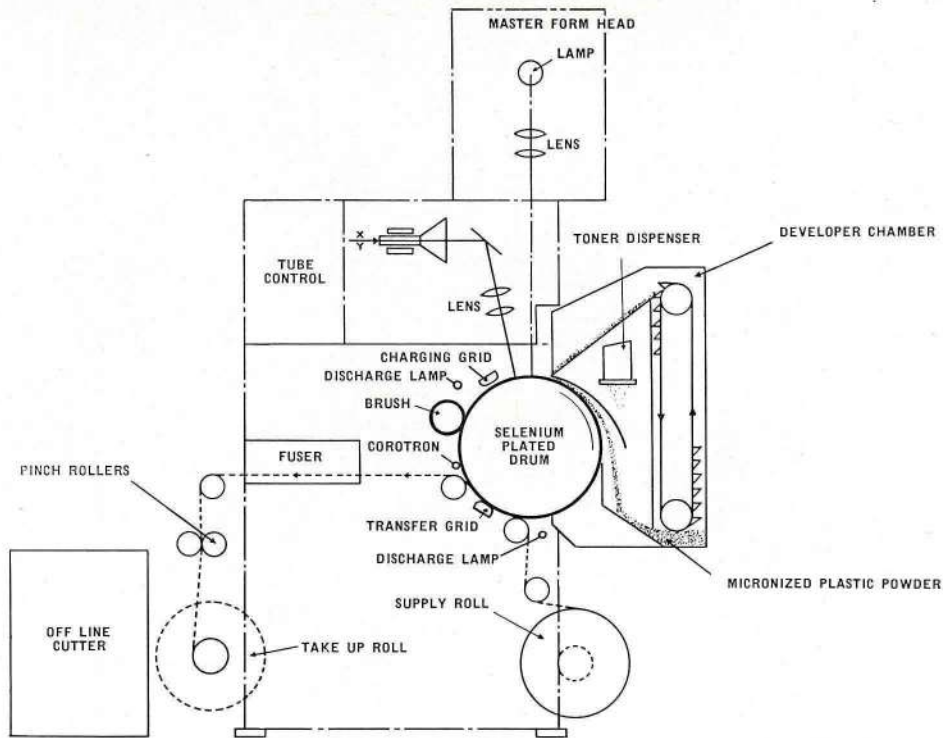 MASTER FORM HEAD
LAMP
LENS
X
Y
TUBE
CONTROL
LENS
TONER DISPENSER
DEVELOPER CHAMBER
CHARGING GRID
DISCHARGE LAMP
BRUSH
COROTRON
SELENIUM
PLATED
DRUM
FUSER
PINCH ROLLERS
TRANSFER GRID
DISCHARGE LAMP
MICRONIZED PLASTIC POWDER
SUPPLY ROLL
OFF LINE
CUTTER
TAKE UP ROLL